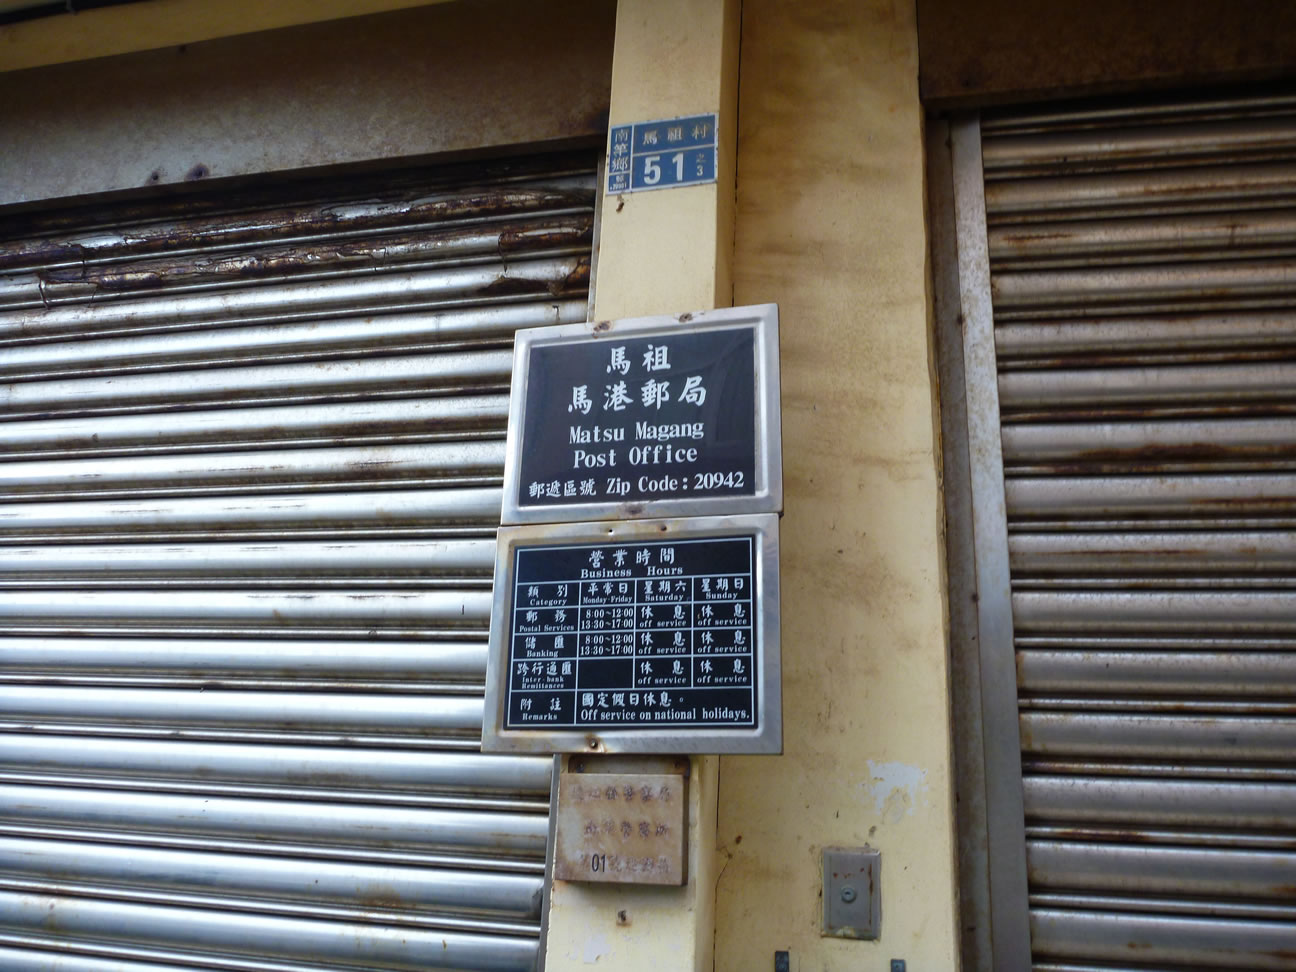 南竿鄉
馬祖村
51之3
馬祖
馬港郵局
Matsu Magang
Post Office
郵遞區號 Zip Code：20942
營業時間
Business Hours
類別 平常日 星期六 星期日
Category Monday-Friday Saturday Sunday
郵務 8:00~12:00 休息 休息
Postal Services 13:30~17:00 off service off service
儲匯 8:00~12:00 休息 休息
Banking 13:30~17:00 off service off service
跨行通匯 休息 休息
Inter-bank Remittances off service off service
附註 國定假日休息。
Remarks Off service on national holidays.
01